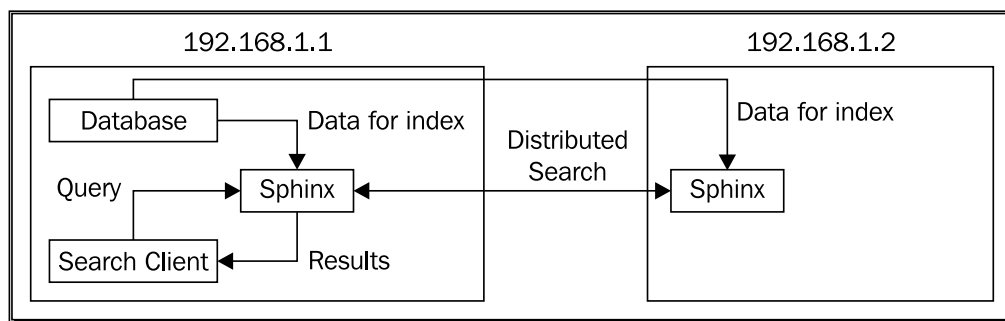 192.168.1.1
192.168.1.2
Database
Data for index
Data for index
Distributed
Search
Query
Sphinx
Sphinx
Search Client
Results